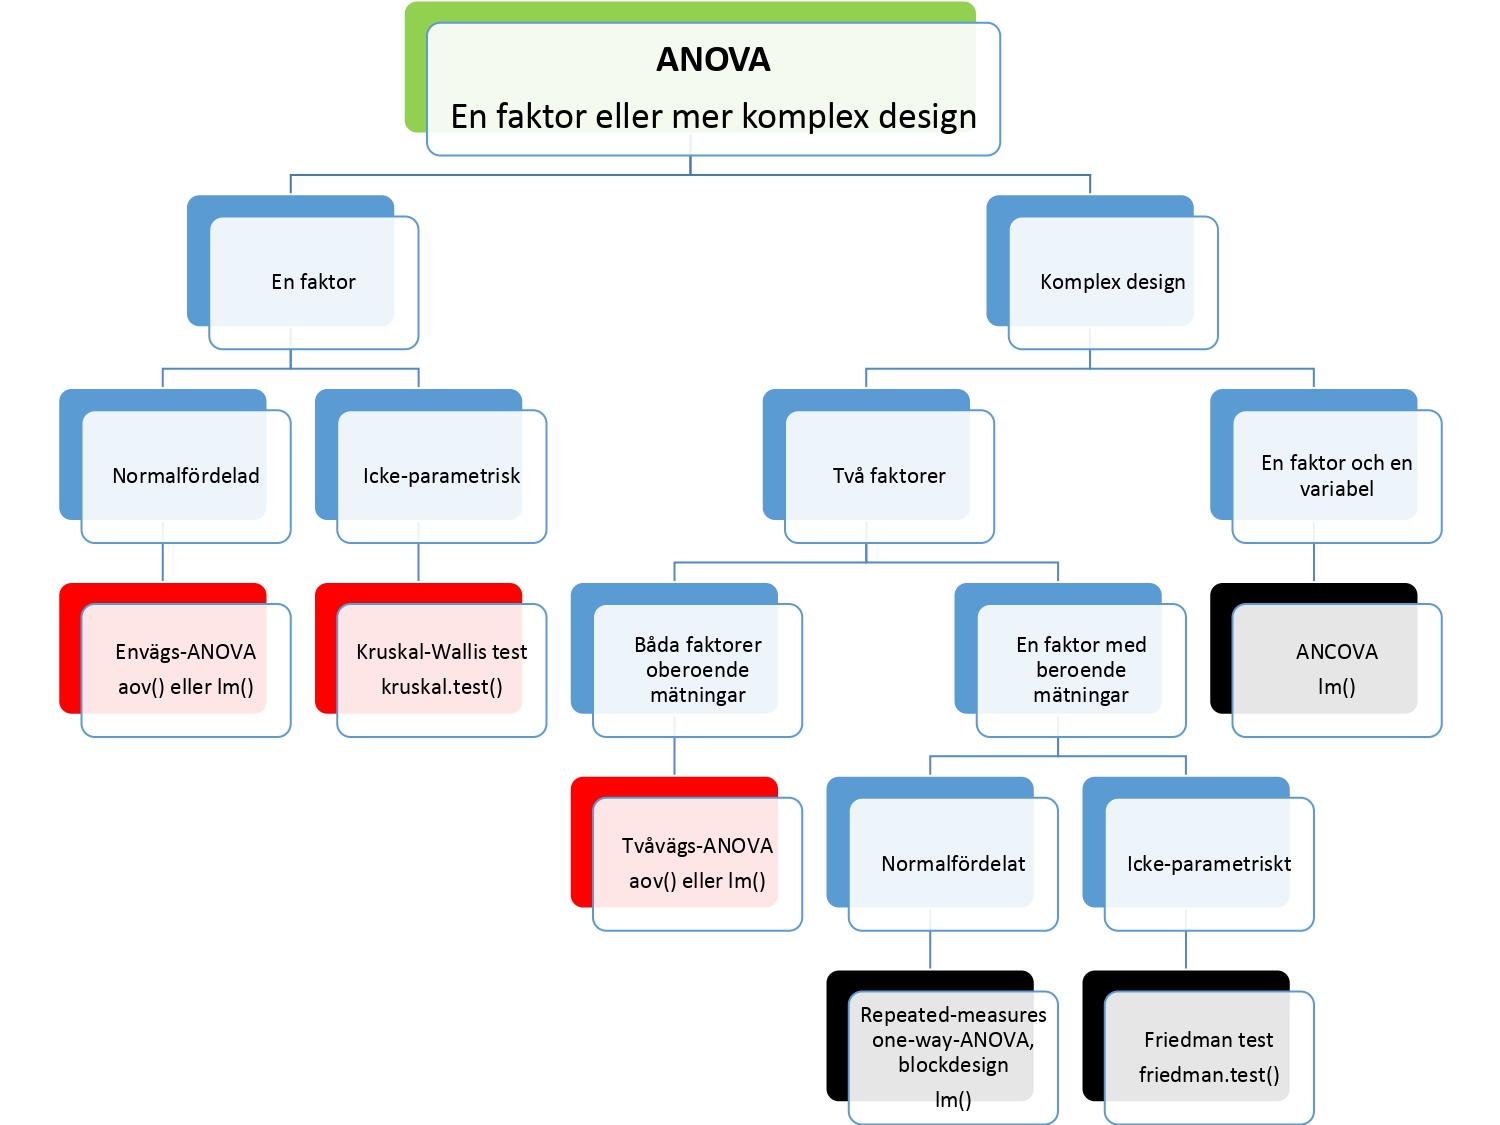 ANOVA
En faktor eller mer komplex design
En faktor
Komplex design
Normalfördelad
Icke-parametrisk
Två faktorer
En faktor och en
variabel
Envägs-ANOVA
aov() eller lm()
Kruskal-Wallis test
kruskal.test()
Båda faktorer
oberoende
mätningar
En faktor med
beroende
mätningar
ANCOVA
lm()
Tvåvägs-ANOVA
aov() eller lm()
Normalfördelat
Icke-parametriskt
Repeated-measures
one-way-ANOVA,
blockdesign
lm()
Friedman test
friedman.test()